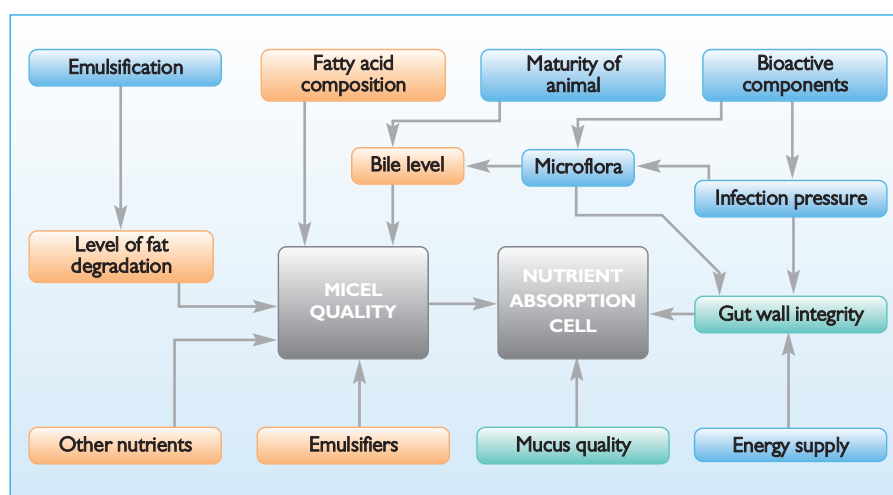 Emulsification
Fatty acid
composition
Maturity of
animal
Bioactive
components
Bile level
Microflora
Infection pressure
Level of fat
degradation
MICEL
QUALITY
NUTRIENT
ABSORPTION
CELL
Gut wall integrity
Other nutrients
Emulsifiers
Mucus quality
Energy supply